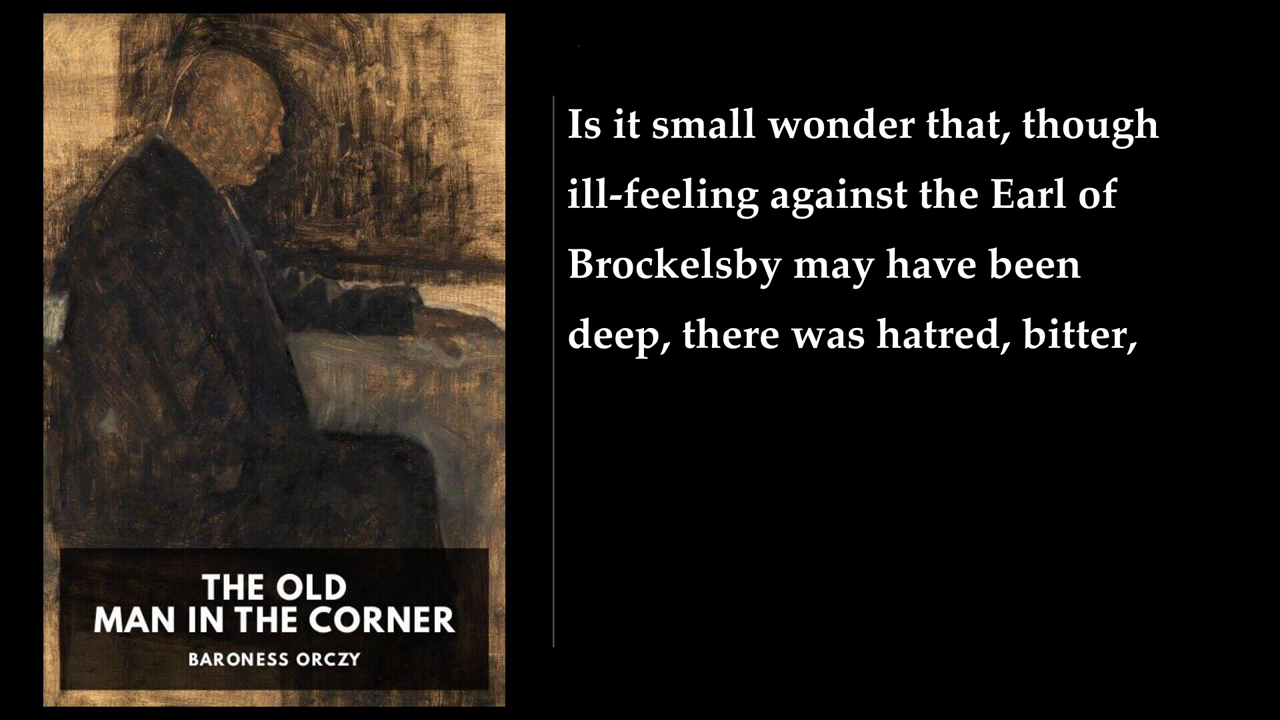 Is it small wonder that, though
ill-feeling against the Earl of
Brockelsby may have been
deep, there was hatred, bitter,
THE OLD
MAN IN THE CORNER
BARONESS ORCZY